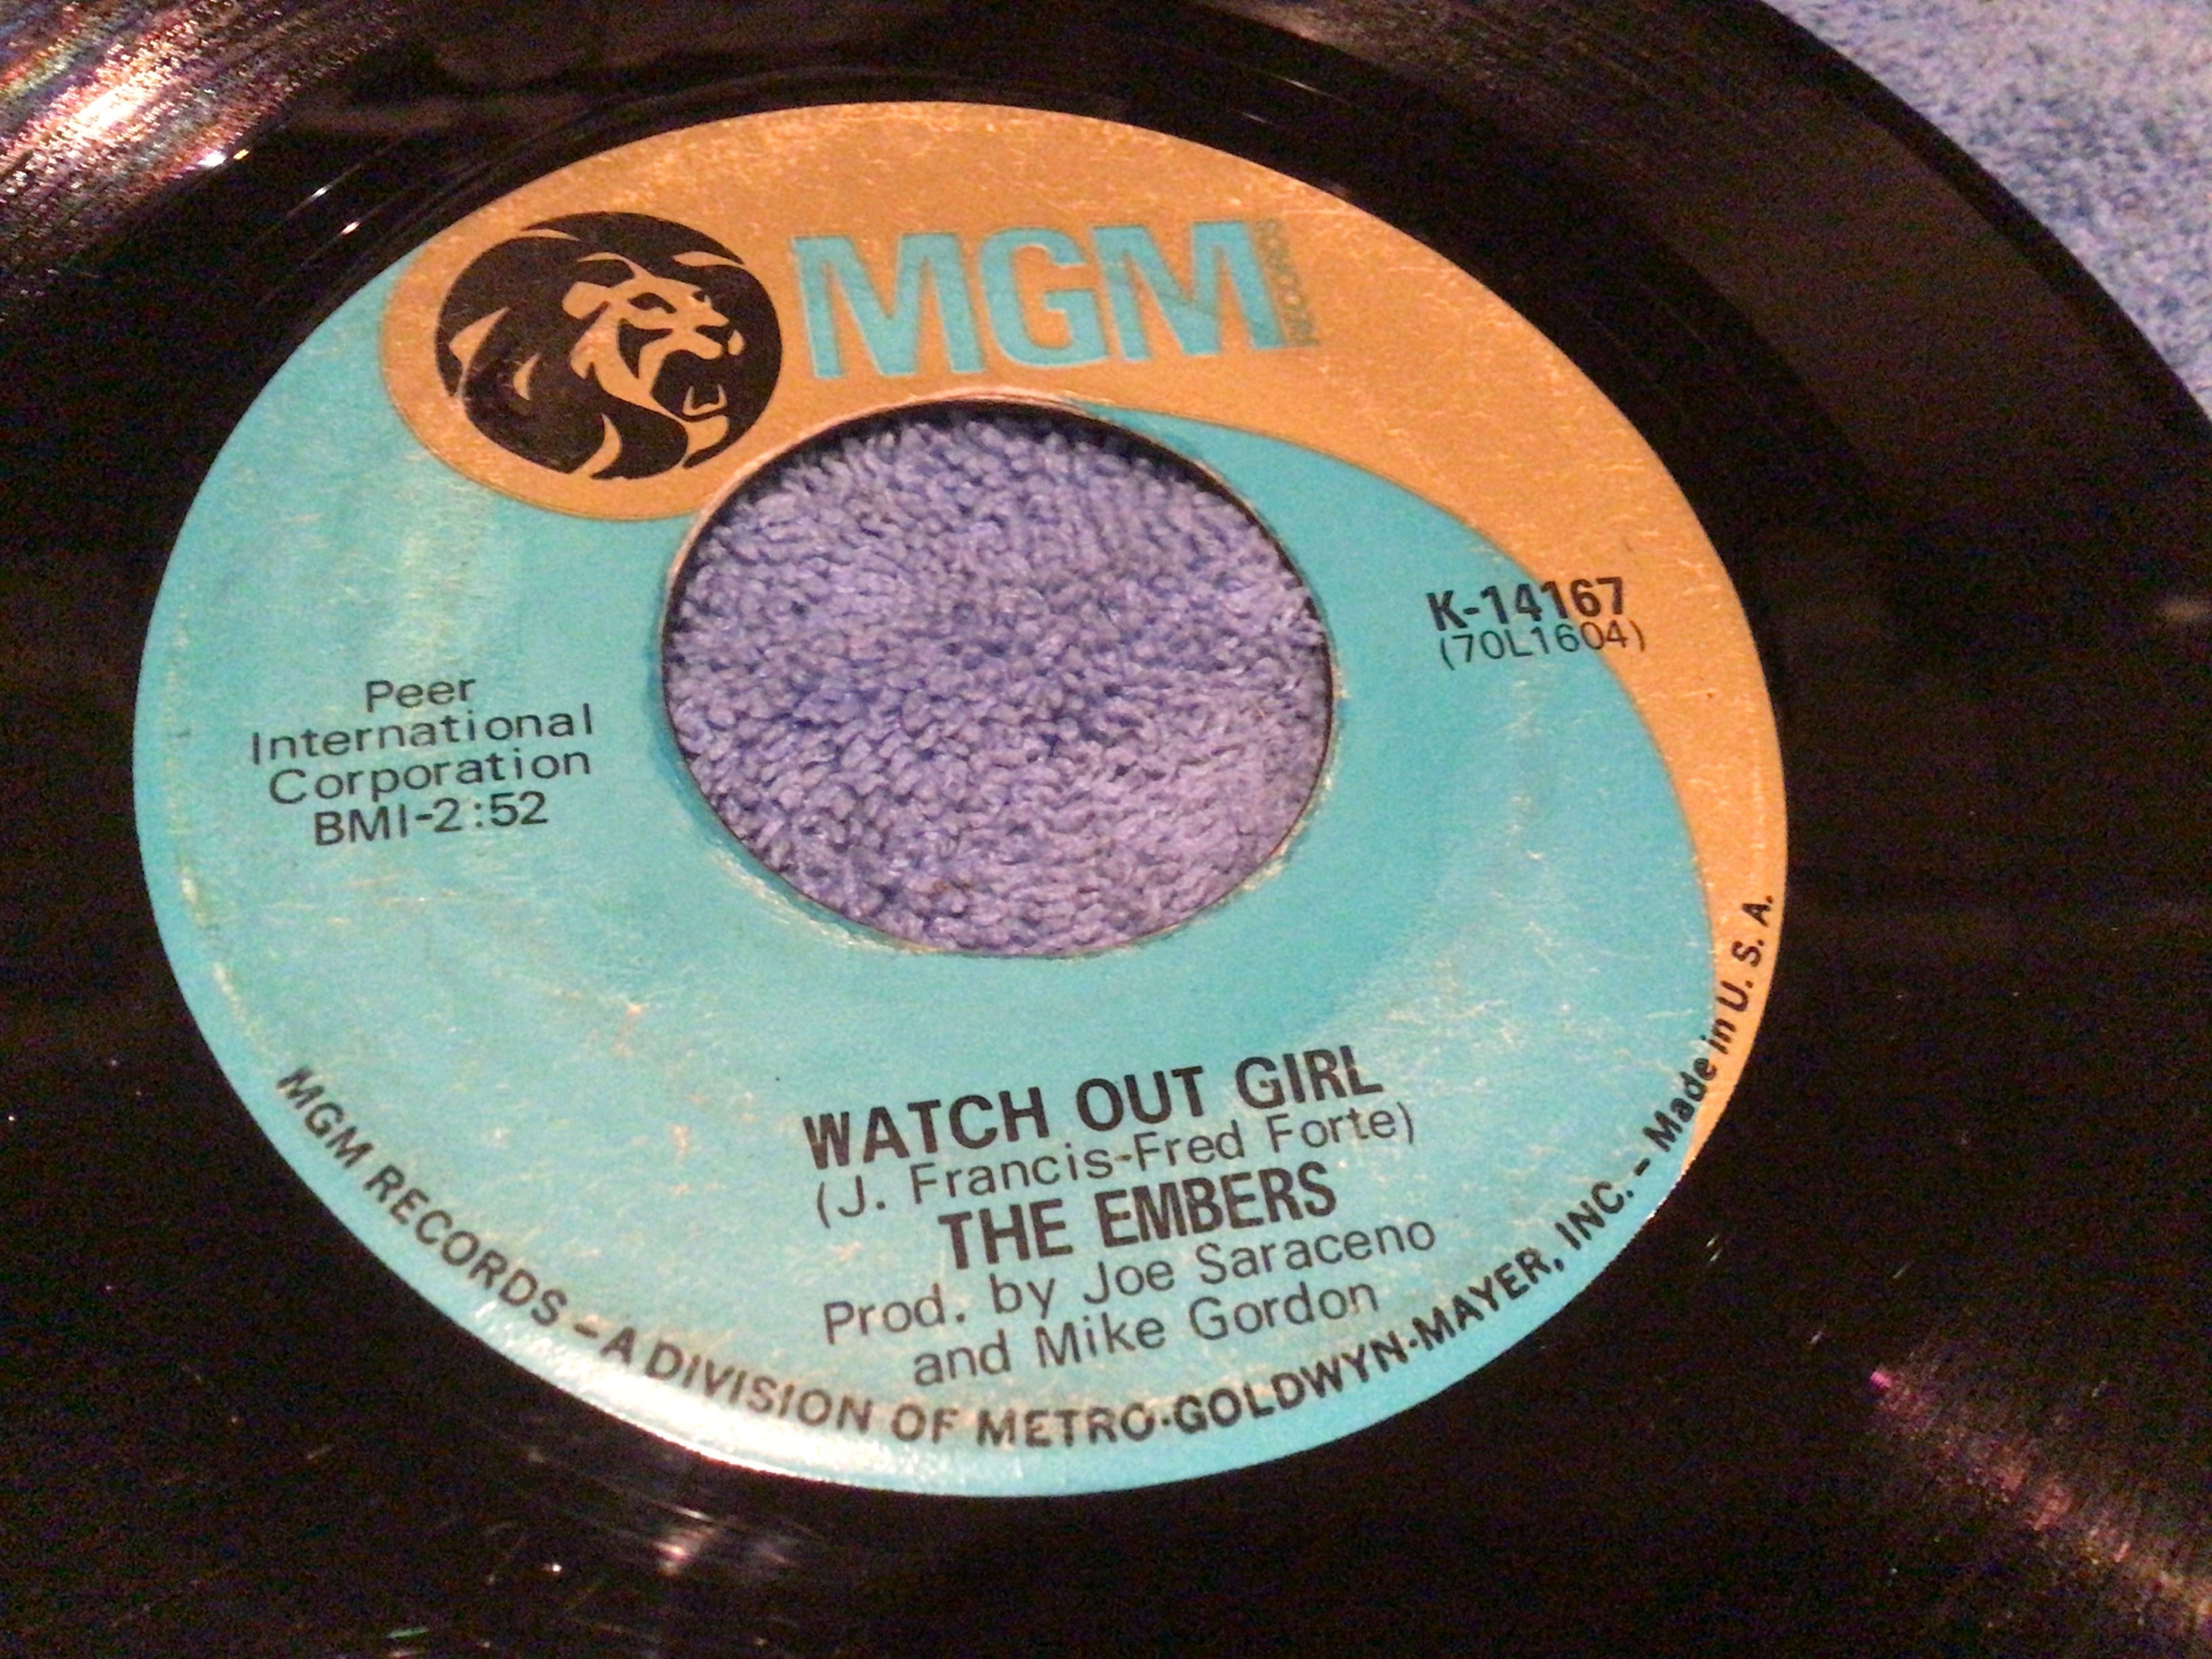 MGM RECORDS
K-14167
(70L1604)
Peer
International
Corporation
BMI-2:52
WATCH OUT GIRL
(J. Francis-Fred Forte)
THE EMBERS
Prod. by Joe Saraceno
and Mike Gordon
MGM RECORDS – A DIVISION OF METRO-GOLDWYN-MAYER, INC. – Made in U. S. A.